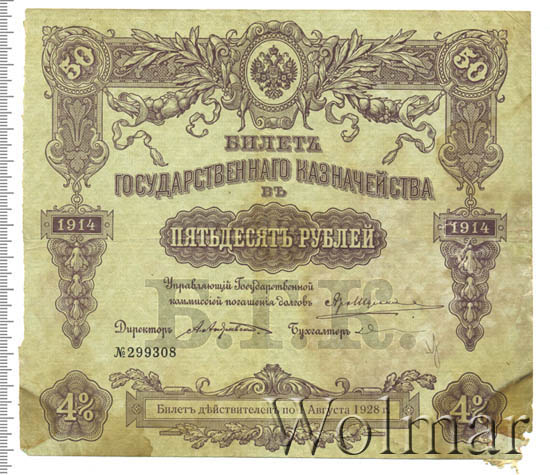 50 50
БИЛЕТЪ
ГОСУДАРСТВЕННАГО КАЗНАЧЕЙСТВА
ВЪ
1914 1914
ПЯТЬДЕСЯТЪ РУБЛЕЙ
Управляющій Государственной
коммиссіей погашенія долговъ
Б.Г.К.
Директоръ Бухгалтеръ
№299308
4% 4%
Билетъ дѣйствителенъ по 1 Августа 1928 г.
Wolmar